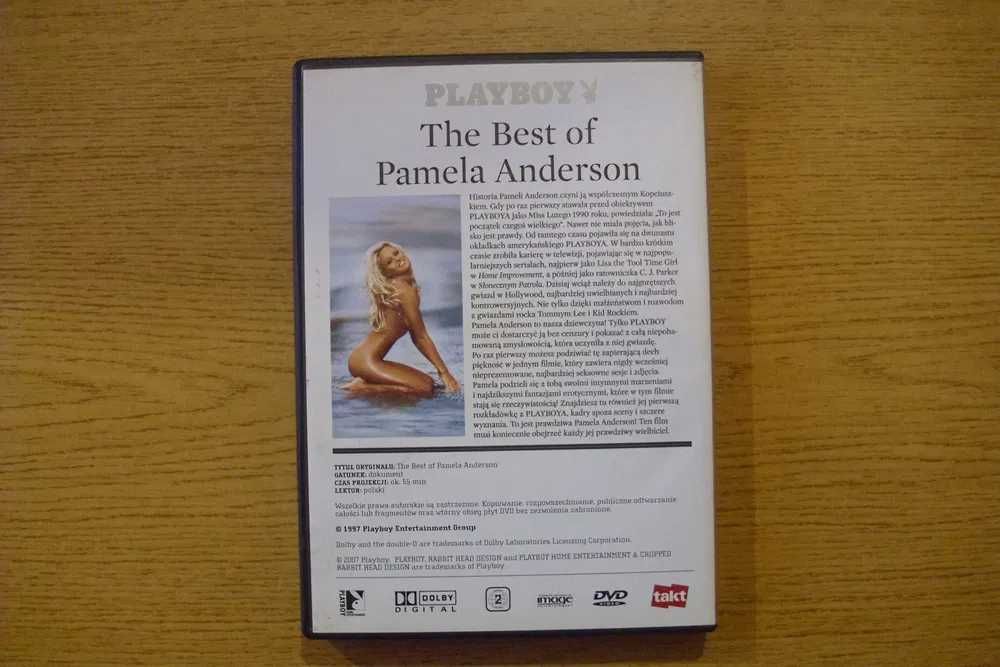 PLAYBOY
The Best of
Pamela Anderson
Historia Pameli Anderson czyni ją współczesnym Kopciusz-
kiem. Gdy po raz pierwszy stawała przed obiektywem
PLAYBOYA jako Miss Lutego 1990 roku, powiedziała: „To jest
początek czegoś wielkiego”. Nawet nie miała pojęcia, jak bli-
sko jest prawdy. Od tamtego czasu pojawiła się na dwunastu
okładkach amerykańskiego PLAYBOYA. W bardzo krótkim
czasie zrobiła karierę w telewizji, pojawiając się w najpopu-
larniejszych serialach, najpierw jako Lisa the Tool Time Girl
w Home Improvement, a później jako ratowniczka C. J. Parker
w Słonecznym Patrolu. Dzisiaj wciąż należy do najgorętszych
gwiazd w Hollywood, najbardziej uwielbianych i najbardziej
kontrowersyjnych. Nie tylko dzięki małżeństwom i rozwodom
z gwiazdami rocka Tommym Lee i Kid Rockiem.
Pamela Anderson to nasza dziewczyna! Tylko PLAYBOY
może ci dostarczyć ją bez cenzury i pokazać z całą niepoha-
mowaną zmysłowością, która uczyniła z niej gwiazdę.
Po raz pierwszy możesz podziwiać tę zapierającą dech
piękność w jednym filmie, który zawiera nigdy wcześniej
nieprezentowane, najbardziej seksowne sesje i zdjęcia.
Pamela podzieli się z tobą swoimi intymnymi marzeniami
i najdzikszymi fantazjami erotycznymi, które w tym filmie
stają się rzeczywistością! Znajdziesz tu również jej pierwszą
rozkładówkę z PLAYBOYA, kadry spoza sceny i szczere
wyznania. To jest prawdziwa Pamela Anderson! Ten film
musi koniecznie obejrzeć każdy jej prawdziwy wielbiciel.
TYTUŁ ORYGINAŁU: The Best of Pamela Anderson
GATUNEK: dokument
CZAS PROJEKCJI: ok. 55 min
LEKTOR: polski
Wszelkie prawa autorskie są zastrzeżone. Kopiowanie, rozpowszechnianie, publiczne odtwarzanie
całości lub fragmentów oraz wtórny obieg płyt DVD bez zezwolenia zabronione.
© 1997 Playboy Entertainment Group
Dolby and the double-D are trademarks of Dolby Laboratories Licensing Corporation.
© 2007 Playboy. PLAYBOY, RABBIT HEAD DESIGN and PLAYBOY HOME ENTERTAINMENT & CROPPED
RABBIT HEAD DESIGN are trademarks of Playboy
PLAYBOY
DOLBY
DIGITAL
2
image
DVD
VIDEO
takt